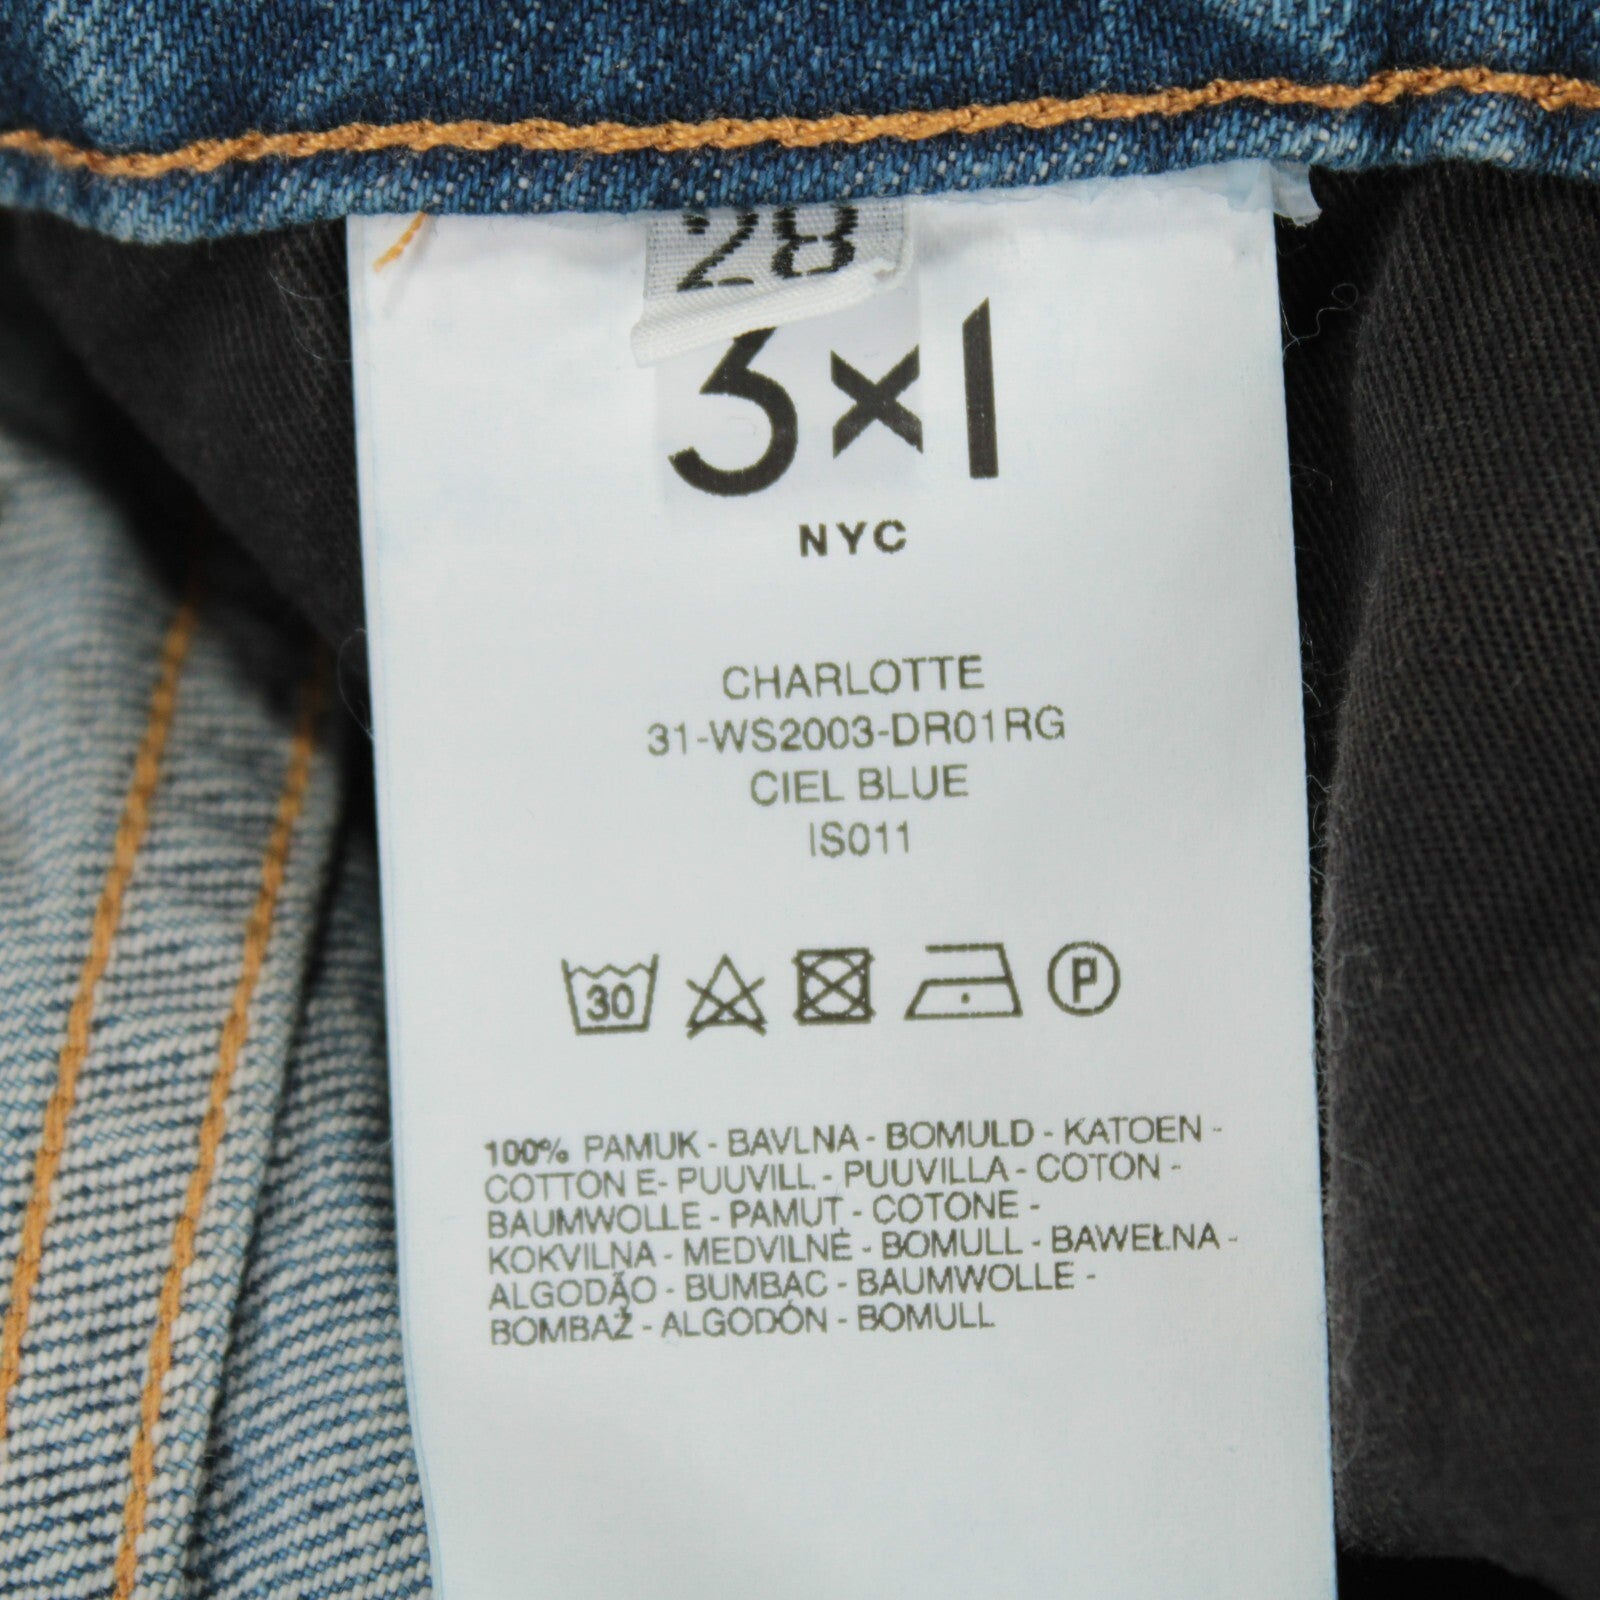 28
3×1
NYC
CHARLOTTE
31-WS2003-DR01RG
CIEL BLUE
IS011
30
P
100% PAMUK - BAVLNA - BOMULD - KATOEN -
COTTON E- PUUVILL - PUUVILLA - COTON -
BAUMWOLLE - PAMUT - COTONE -
KOKVILNA - MEDVILNĖ - BOMULL - BAWEŁNA -
ALGODÃO - BUMBAC - BAUMWOLLE -
BOMBAŽ - ALGODÓN - BOMULL